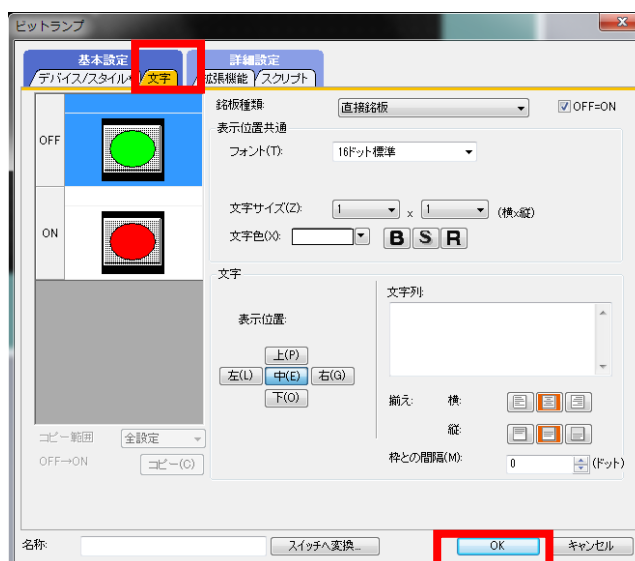 ビットランプ
基本設定
詳細設定
デバイス/スタイル*
文字
拡張機能
スクリプト
OFF
ON
コピー範囲
全設定
OFF→ON
コピー(C)
銘板種類:
直接銘板
OFF=ON
表示位置共通
フォント(T):
16ドット標準
文字サイズ(Z):
1
x
1
(横x縦)
文字色(X):
B S R
文字
表示位置:
上(P)
左(L)
中(E)
右(G)
下(O)
文字列:
揃え:
横:
縦:
枠との間隔(M):
0
(ドット)
名称:
スイッチへ変換...
OK
キャンセル